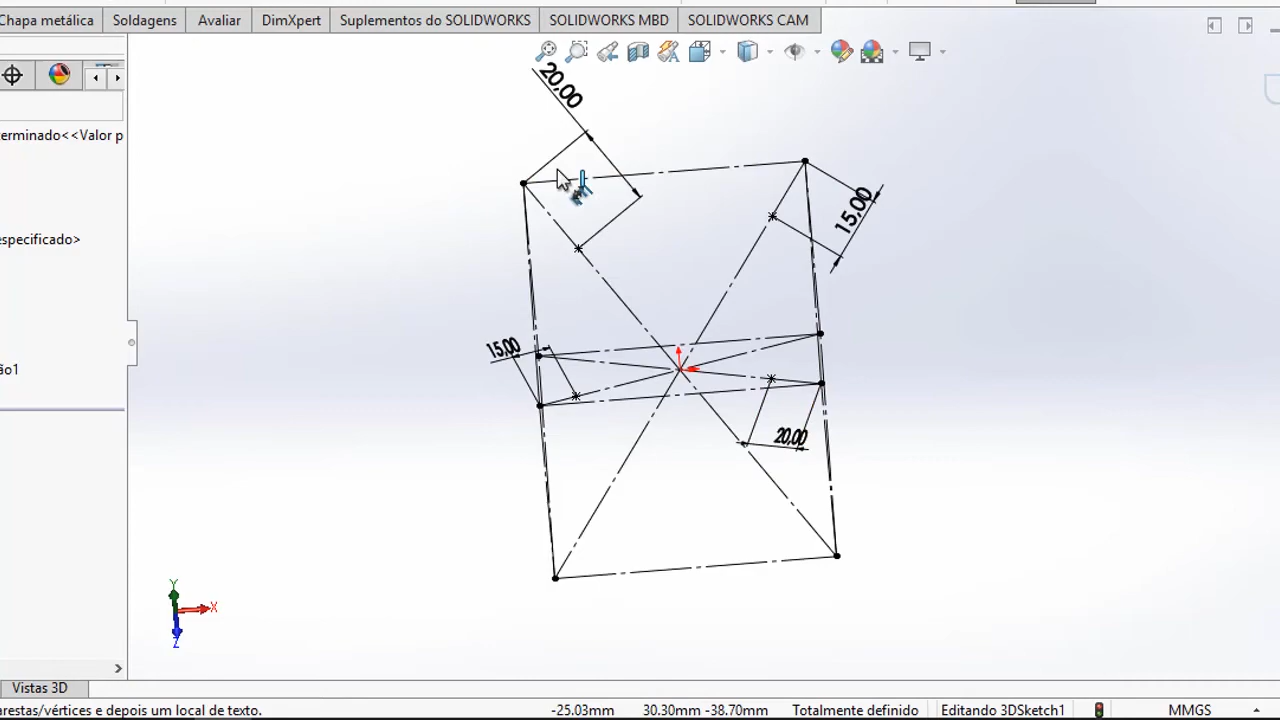 Chapa metálica Soldagens Avaliar DimXpert Suplementos do SOLIDWORKS SOLIDWORKS MBD SOLIDWORKS CAM
20,00
erminado<<Valor p
15,00
especificado>
15,00
ão1
20,00
Y
X
Z
Vistas 3D
arestas/vértices e depois um local de texto. -25.03mm 30.30mm -38.70mm Totalmente definido Editando 3DSketch1 MMGS